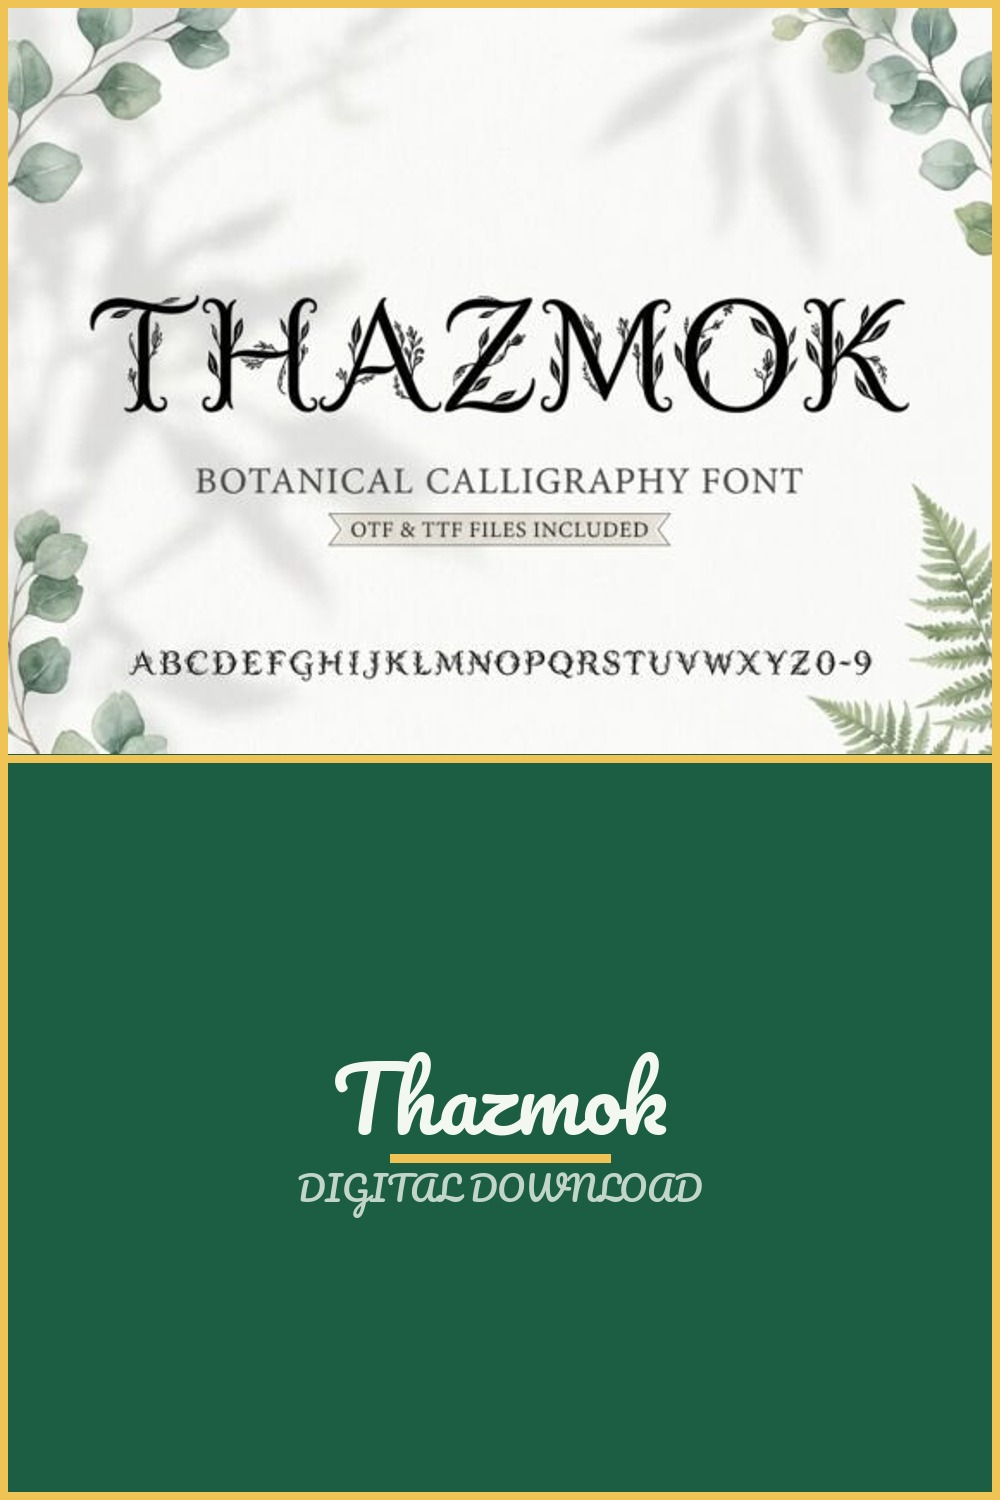 THAZMOK
BOTANICAL CALLIGRAPHY FONT
OTF & TTF FILES INCLUDED
ABCDEFGHIJKLMNOPQRSTUVWXYZ0-9
Thazmok
DIGITAL DOWNLOAD